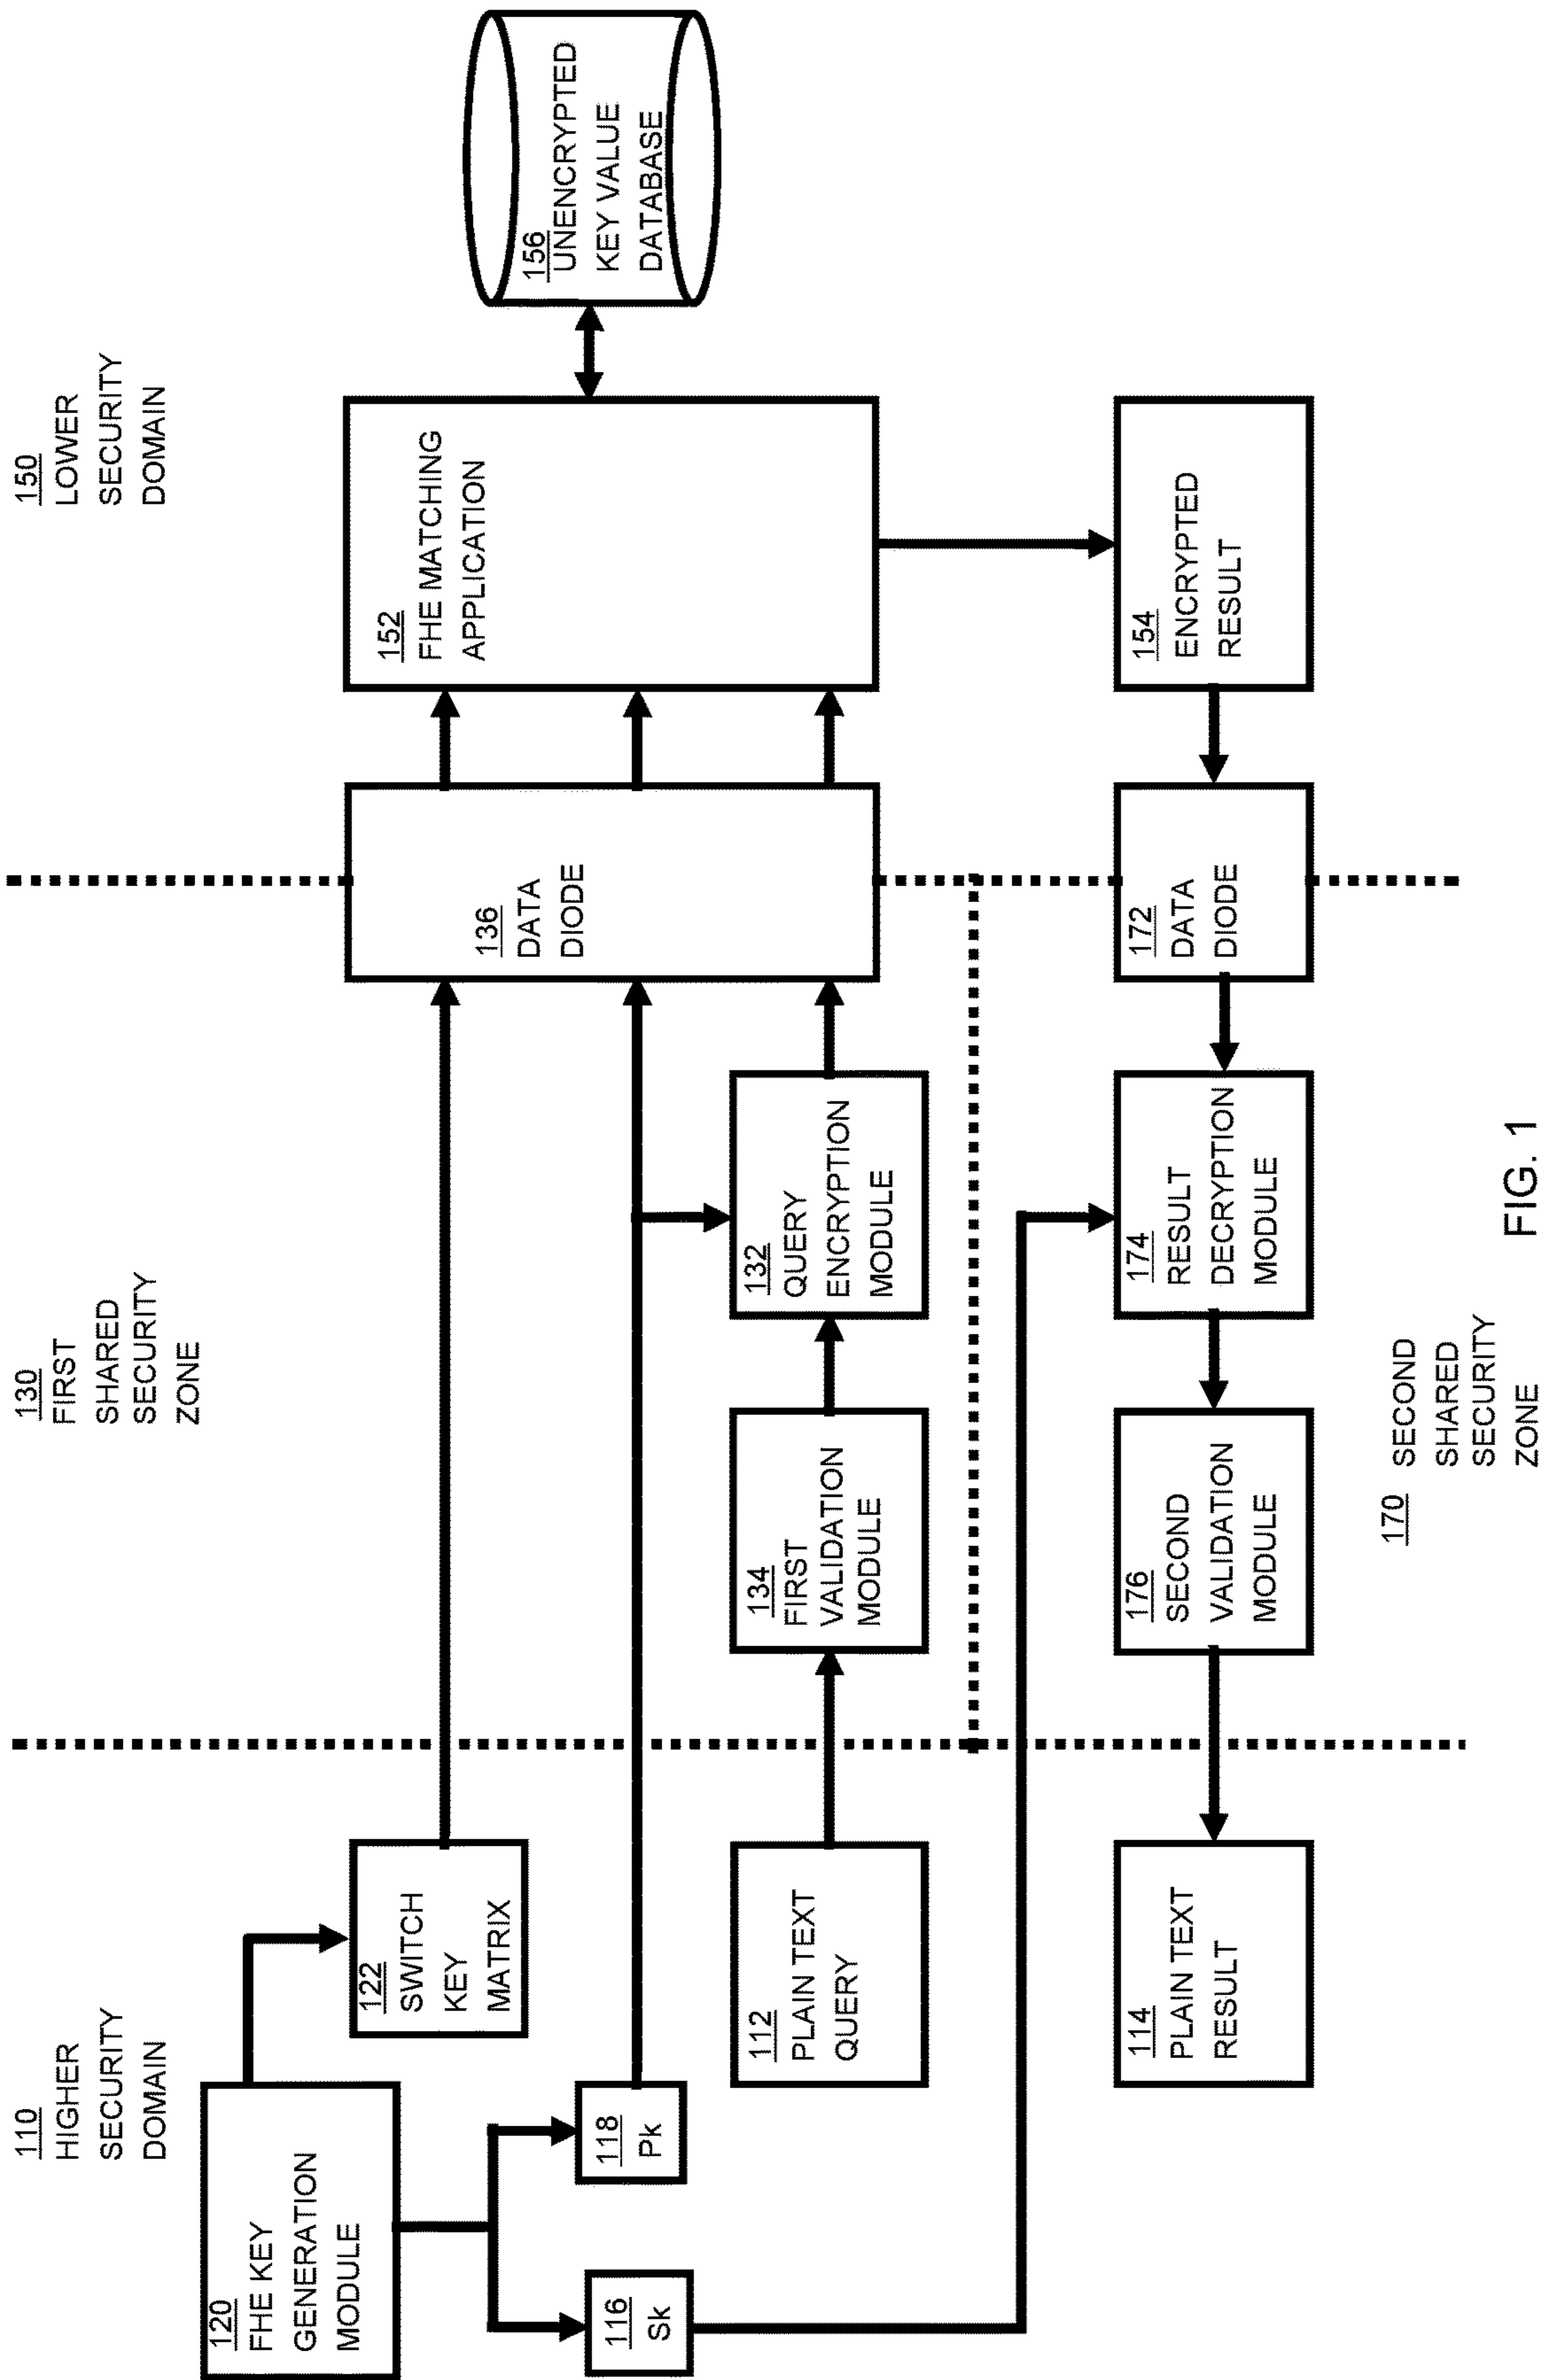 110
HIGHER
SECURITY
DOMAIN
130
FIRST
SHARED
SECURITY
ZONE
150
LOWER
SECURITY
DOMAIN
120
FHE KEY
GENERATION
MODULE
122
SWITCH
KEY
MATRIX
116
Sk
118
Pk
112
PLAIN TEXT
QUERY
134
FIRST
VALIDATION
MODULE
132
QUERY
ENCRYPTION
MODULE
136
DATA
DIODE
152
FHE MATCHING
APPLICATION
156
UNENCRYPTED
KEY VALUE
DATABASE
114
PLAIN TEXT
RESULT
176
SECOND
VALIDATION
MODULE
174
RESULT
DECRYPTION
MODULE
172
DATA
DIODE
154
ENCRYPTED
RESULT
170 SECOND
SHARED
SECURITY
ZONE
FIG. 1